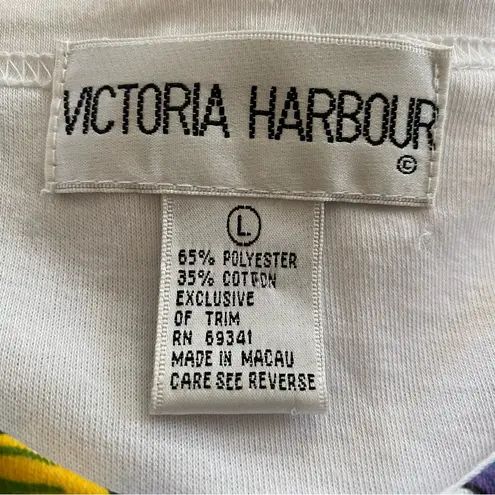 VICTORIA HARBOUR
©
L
65% POLYESTER
35% COTTON
EXCLUSIVE
OF TRIM
RN 69341
MADE IN MACAU
CARE SEE REVERSE